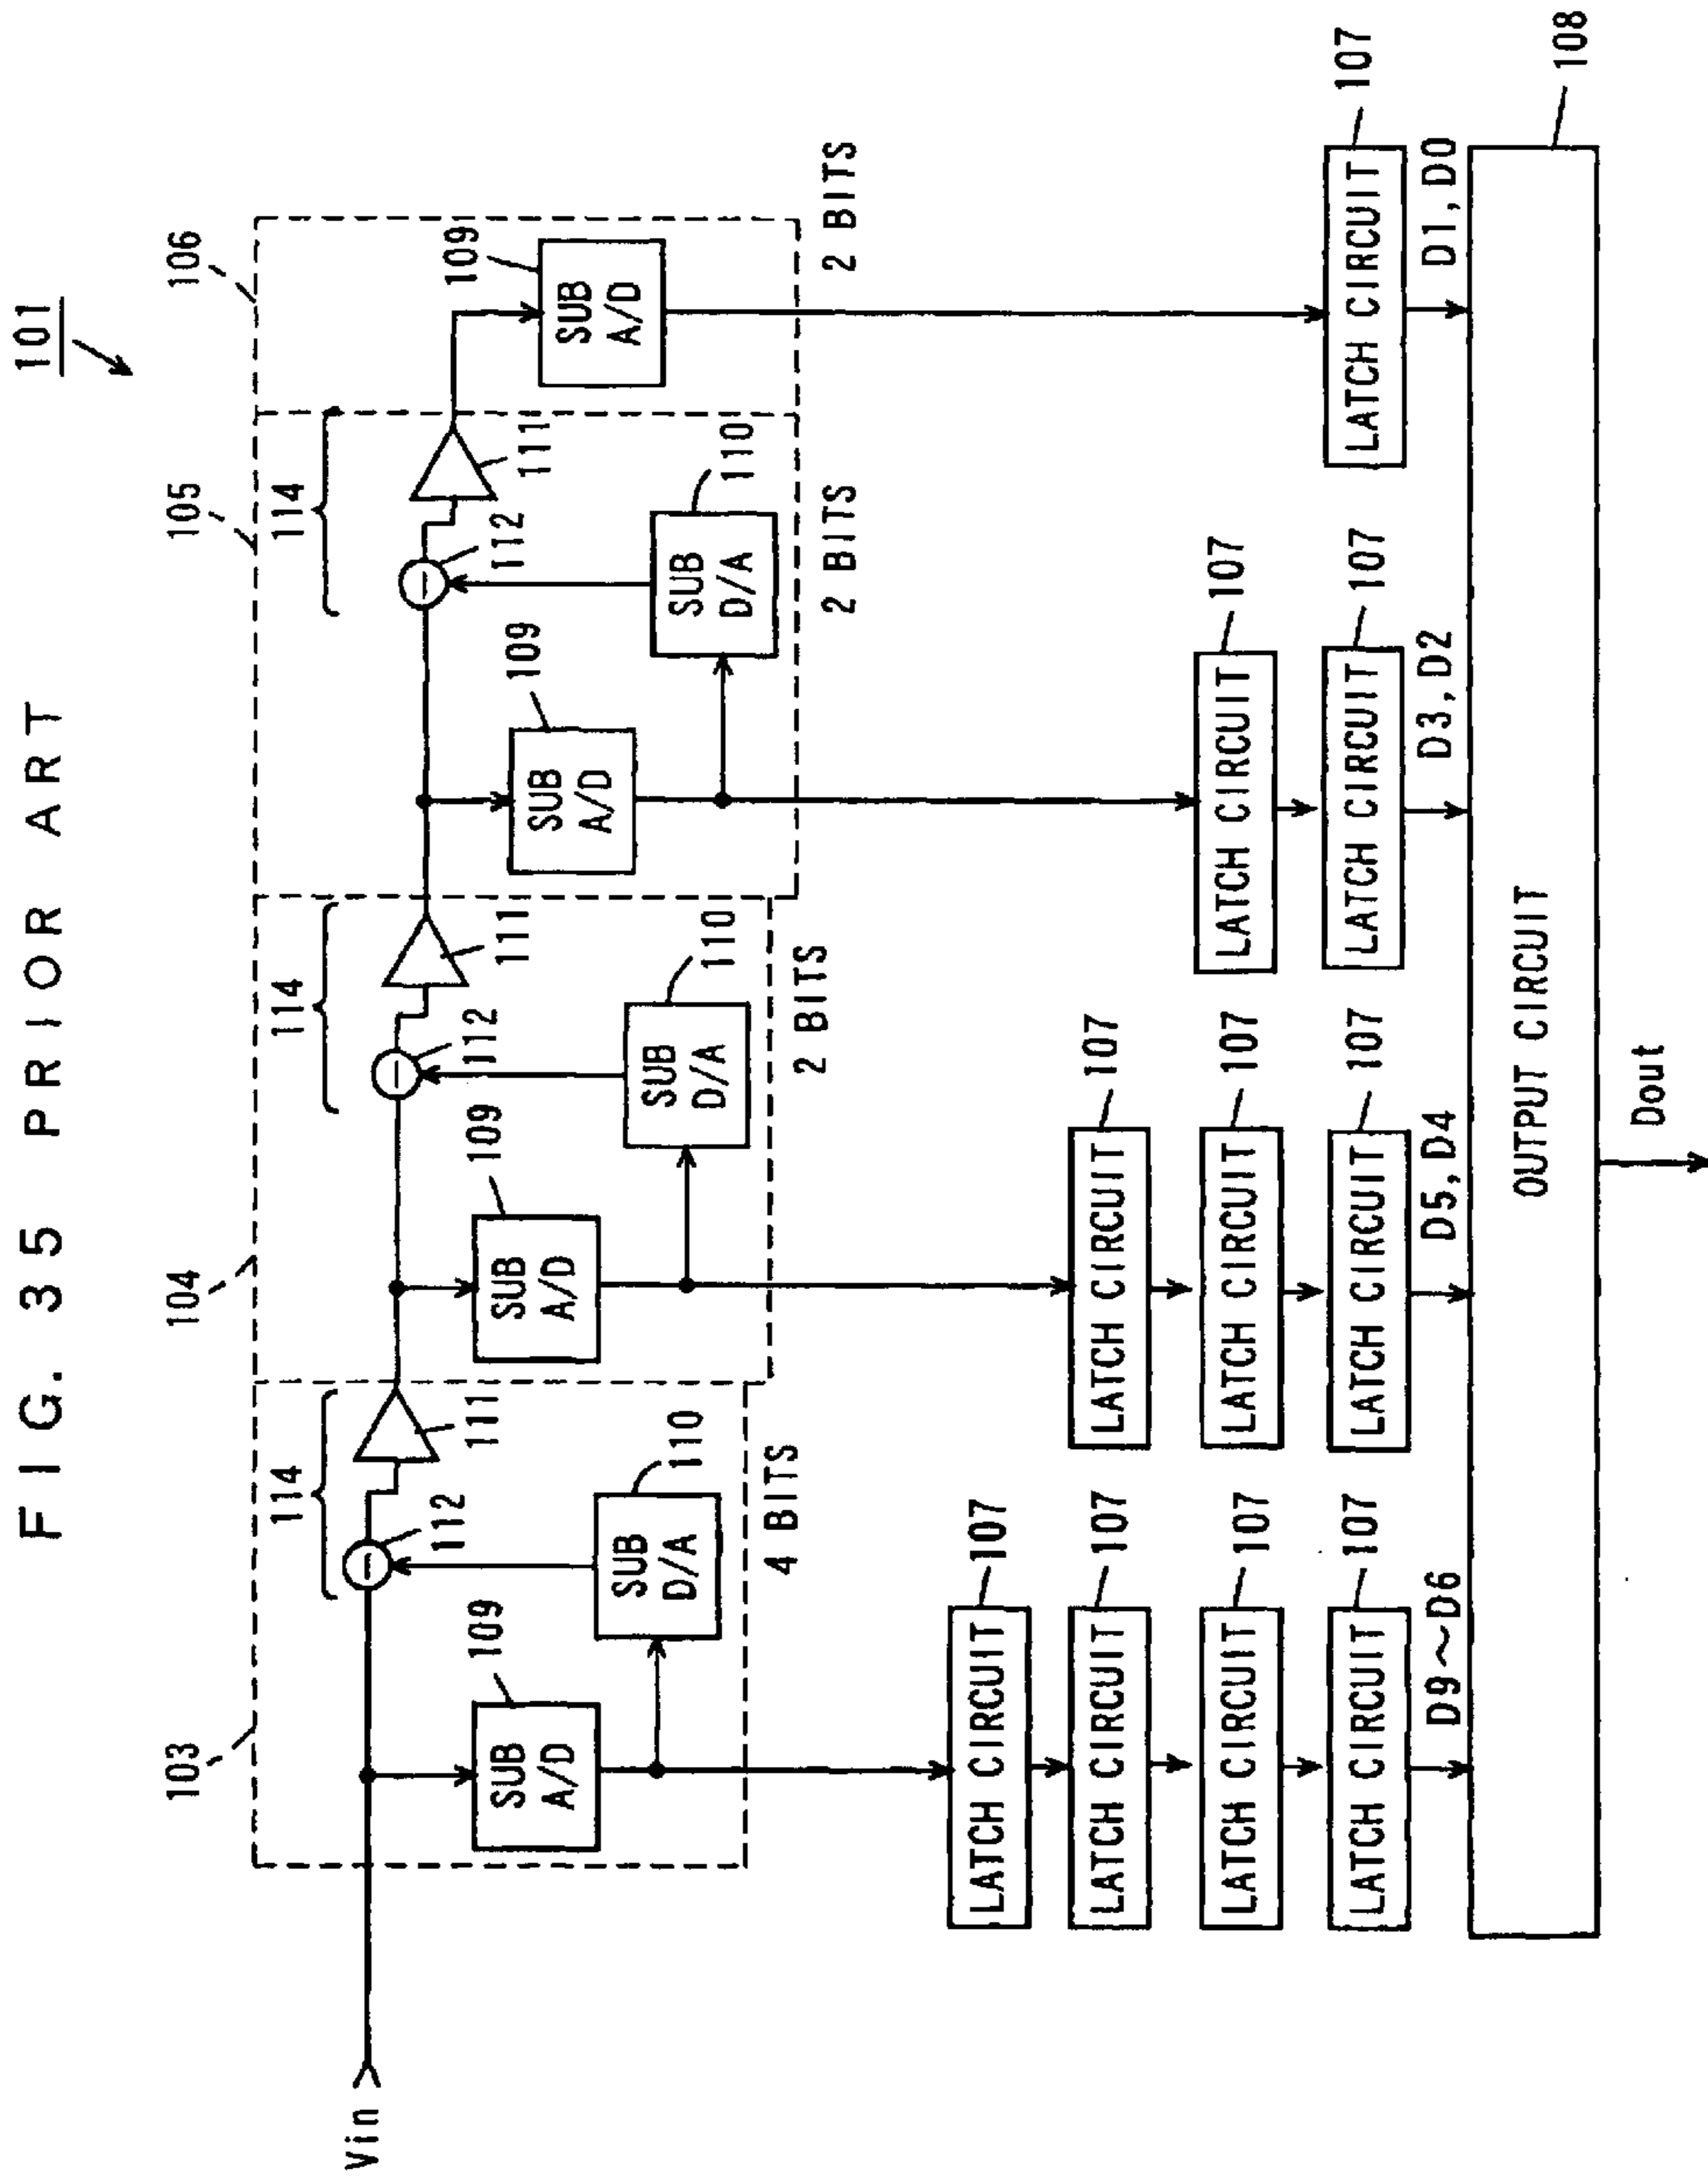 FIG. 35 PRIOR ART
101
103
104
105
106
114
114
114
Vin
112
111
112
111
112
111
109
SUB
A/D
109
SUB
A/D
109
SUB
A/D
109
SUB
A/D
110
SUB
D/A
110
SUB
D/A
110
SUB
D/A
4 BITS
2 BITS
2 BITS
2 BITS
107
LATCH CIRCUIT
107
LATCH CIRCUIT
107
LATCH CIRCUIT
107
LATCH CIRCUIT
107
LATCH CIRCUIT
107
LATCH CIRCUIT
107
LATCH CIRCUIT
107
LATCH CIRCUIT
107
LATCH CIRCUIT
107
LATCH CIRCUIT
D9~D6
D5,D4
D3,D2
D1,D0
OUTPUT CIRCUIT
108
Dout